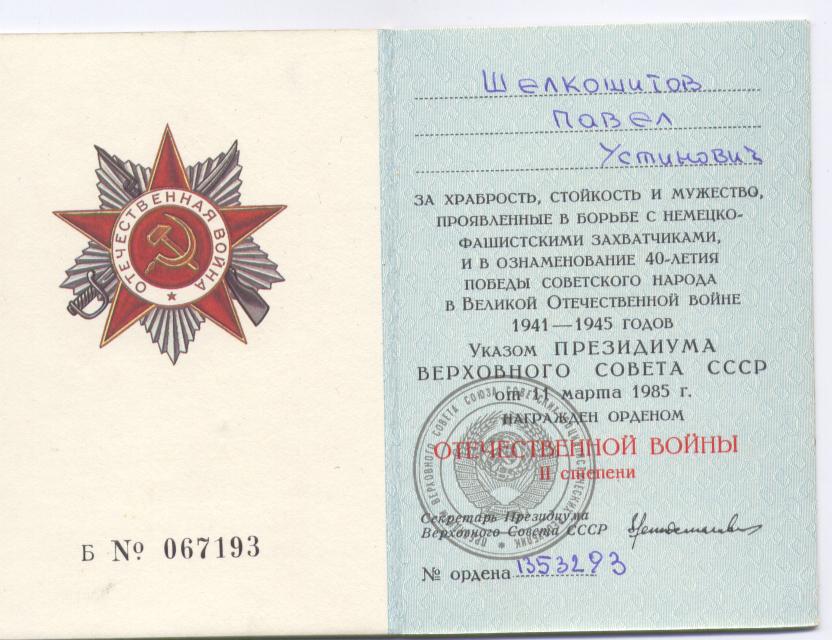 ОТЕЧЕСТВЕННАЯ ВОЙНА
Б № 067193
Шелкошитов
Павел
Устинович
ЗА ХРАБРОСТЬ, СТОЙКОСТЬ И МУЖЕСТВО,
ПРОЯВЛЕННЫЕ В БОРЬБЕ С НЕМЕЦКО-
ФАШИСТСКИМИ ЗАХВАТЧИКАМИ,
И В ОЗНАМЕНОВАНИЕ 40-ЛЕТИЯ
ПОБЕДЫ СОВЕТСКОГО НАРОДА
В ВЕЛИКОЙ ОТЕЧЕСТВЕННОЙ ВОЙНЕ
1941—1945 ГОДОВ
УКАЗОМ ПРЕЗИДИУМА
ВЕРХОВНОГО СОВЕТА СССР
от 11 марта 1985 г.
НАГРАЖДЕН ОРДЕНОМ
ОТЕЧЕСТВЕННОЙ ВОЙНЫ
II степени
Секретарь Президиума
Верховного Совета СССР
№ ордена 1353293